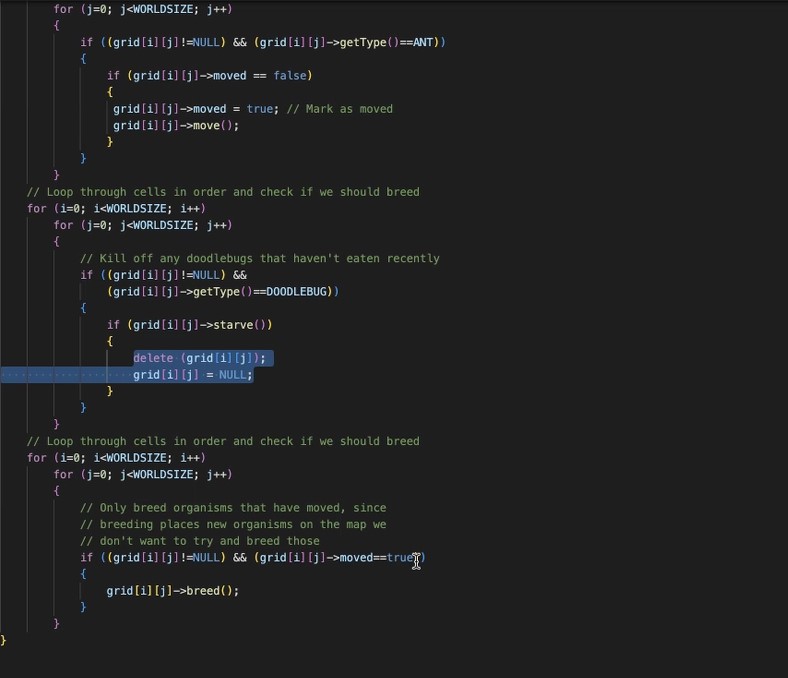 for (j=0; j<WORLDSIZE; j++)
{
if ((grid[i][j]!=NULL) && (grid[i][j]->getType()==ANT))
{
if (grid[i][j]->moved == false)
{
grid[i][j]->moved = true; // Mark as moved
grid[i][j]->move();
}
}
}
// Loop through cells in order and check if we should breed
for (i=0; i<WORLDSIZE; i++)
for (j=0; j<WORLDSIZE; j++)
{
// Kill off any doodlebugs that haven't eaten recently
if ((grid[i][j]!=NULL) &&
(grid[i][j]->getType()==DOODLEBUG))
{
if (grid[i][j]->starve())
{
delete (grid[i][j]);
grid[i][j] = NULL;
}
}
}
// Loop through cells in order and check if we should breed
for (i=0; i<WORLDSIZE; i++)
for (j=0; j<WORLDSIZE; j++)
{
// Only breed organisms that have moved, since
// breeding places new organisms on the map we
// don't want to try and breed those
if ((grid[i][j]!=NULL) && (grid[i][j]->moved==true))
{
grid[i][j]->breed();
}
}
}